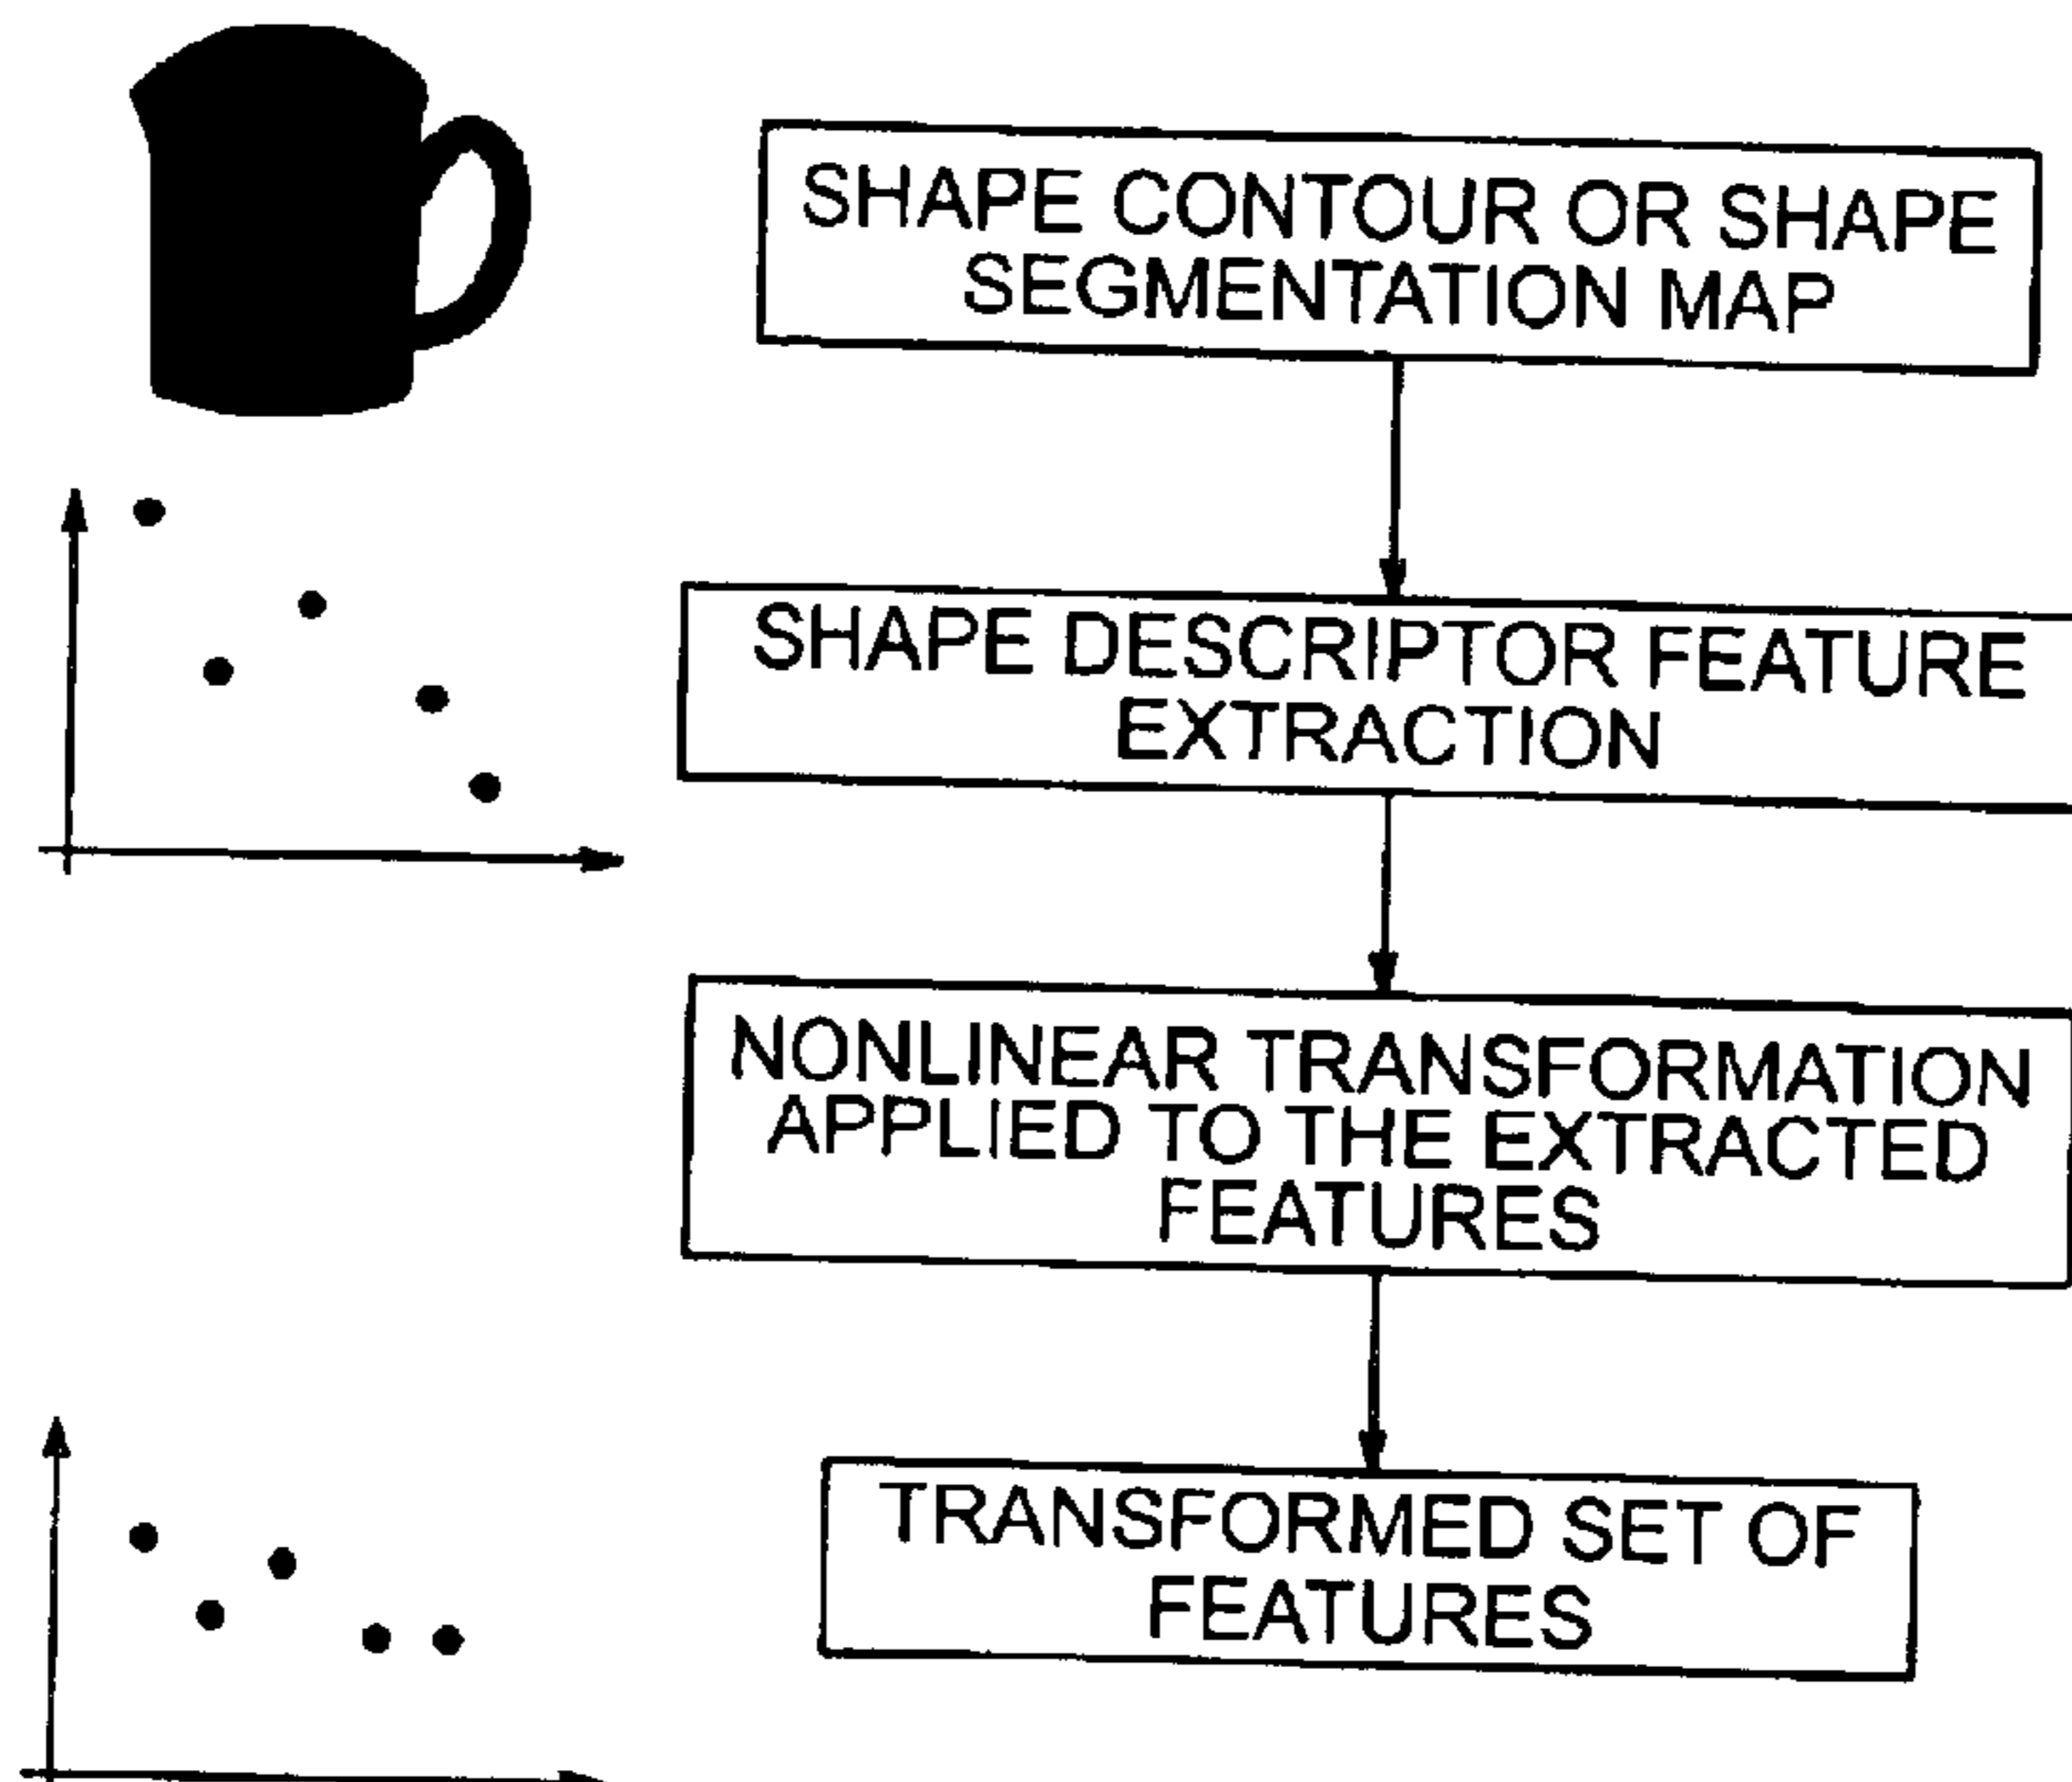 SHAPE CONTOUR OR SHAPE
SEGMENTATION MAP
SHAPE DESCRIPTOR FEATURE
EXTRACTION
NONLINEAR TRANSFORMATION
APPLIED TO THE EXTRACTED
FEATURES
TRANSFORMED SET OF
FEATURES